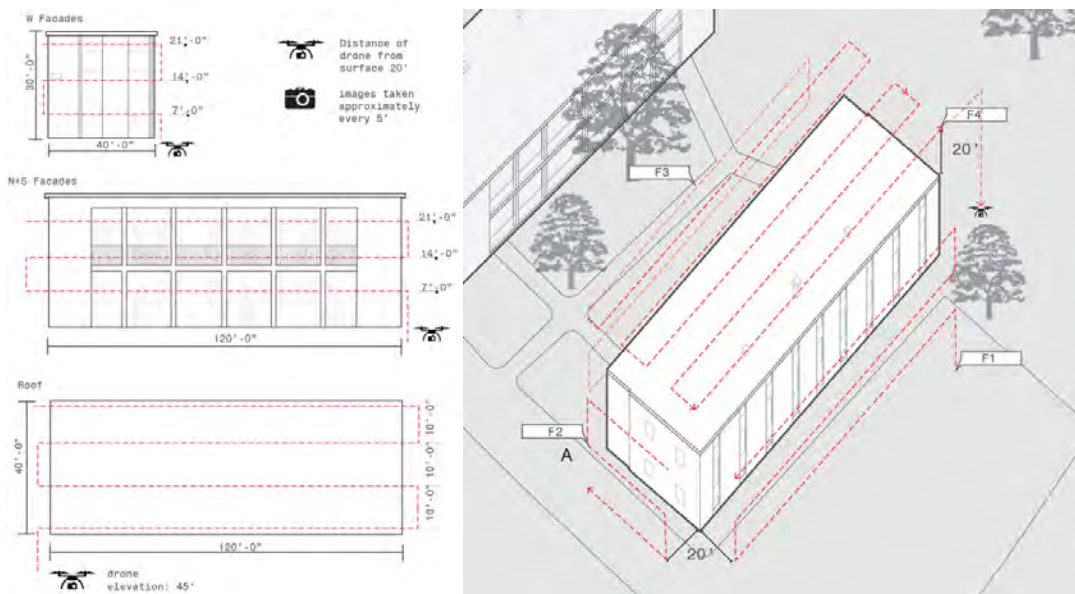 W Facades
21'-0"
14'-0"
7'-0"
30'-0"
40'-0"
Distance of
drone from
surface 20'
images taken
approximately
every 5'
N+S Facades
21'-0"
14'-0"
7'-0"
120'-0"
Roof
40'-0"
10'-0"
10'-0"
10'-0"
120'-0"
drone
elevation: 45'
F4
20'
F3
F1
F2
A
20'